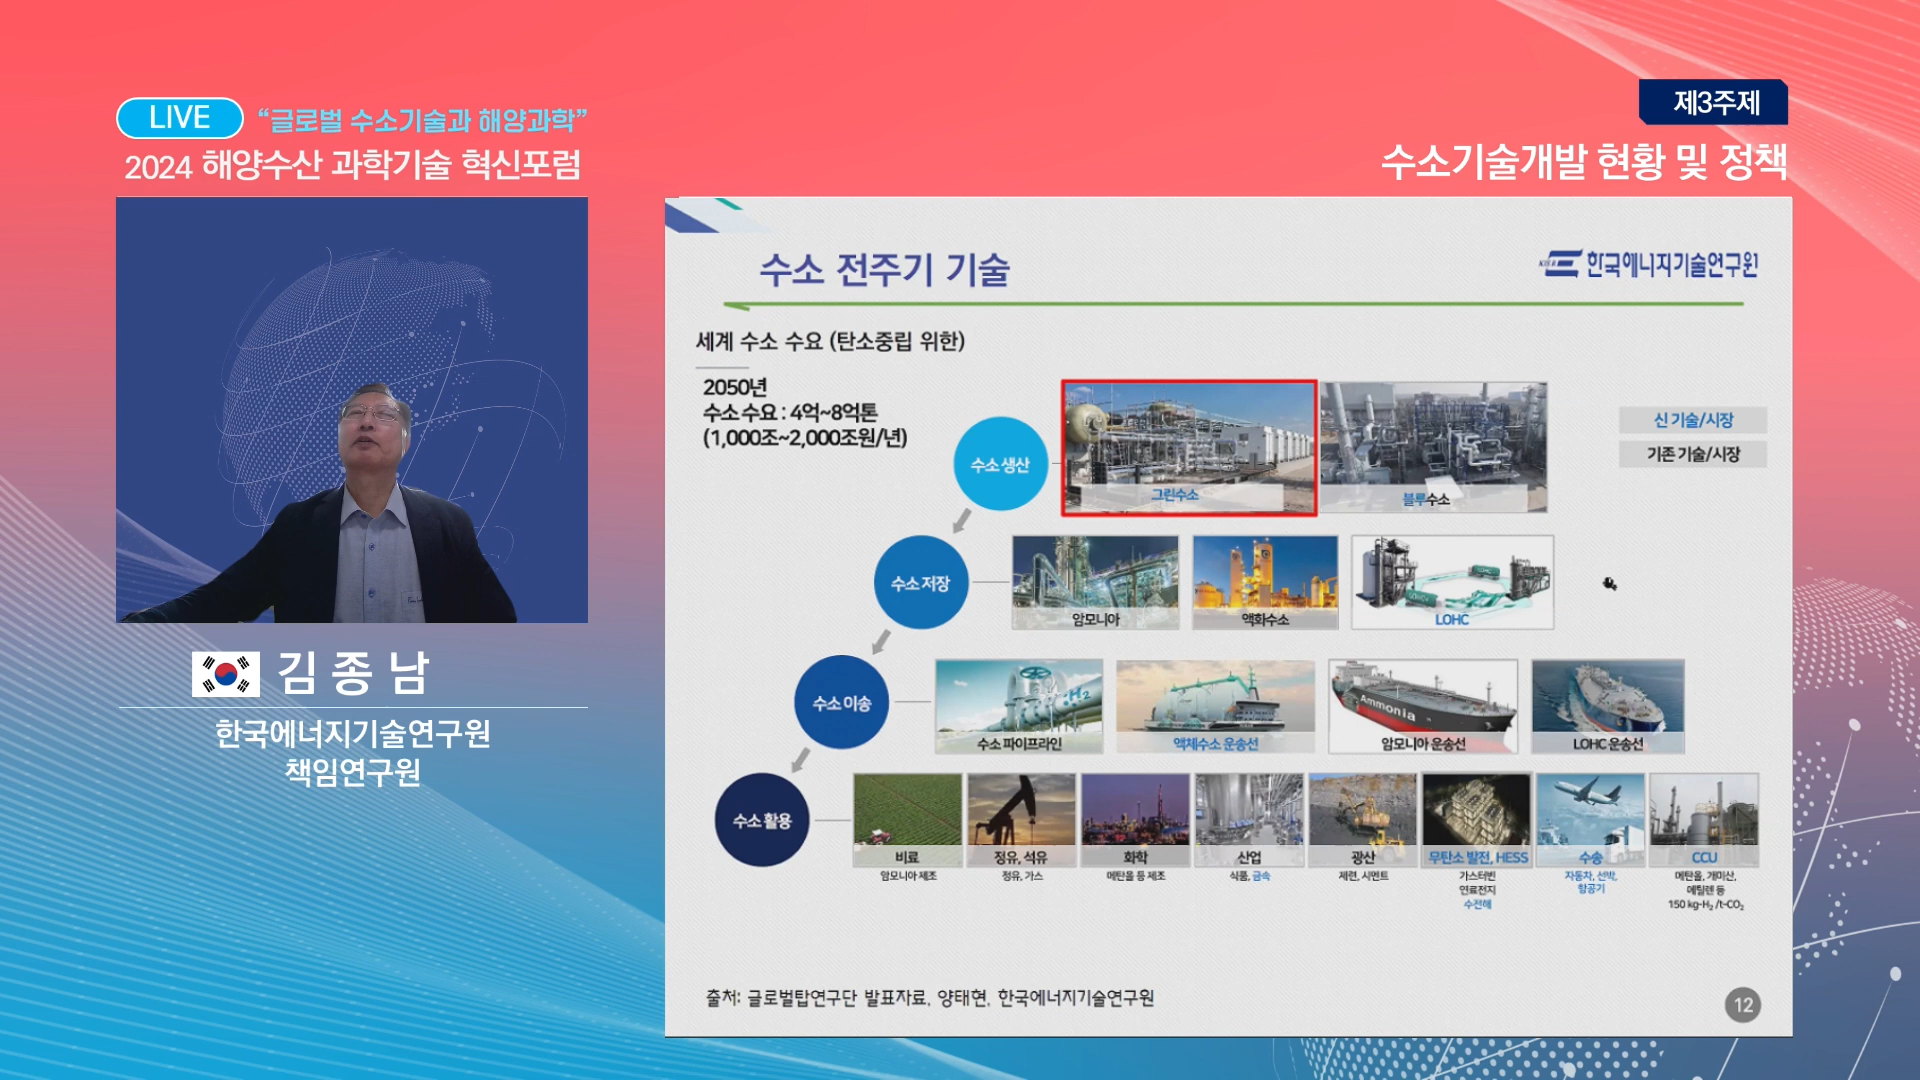 LIVE
“글로벌 수소기술과 해양과학”
2024 해양수산 과학기술 혁신포럼
제3주제
수소기술개발 현황 및 정책
김종남
한국에너지기술연구원
책임연구원
수소 전주기 기술
한국에너지기술연구원
세계 수소 수요 (탄소중립 위한)
2050년
수소 수요 : 4억~8억톤
(1,000조~2,000조원/년)
신 기술/시장
기존 기술/시장
수소 생산
그린수소
블루수소
수소 저장
암모니아
액화수소
LOHC
수소 이송
H2
Ammonia
수소 파이프라인
액체수소 운송선
암모니아 운송선
LOHC 운송선
수소 활용
비료
정유, 석유
화학
산업
광산
무탄소 발전, HESS
수송
CCU
암모니아 제조
정유, 가스
메탄올 등 제조
식품, 금속
제련, 시멘트
가스터빈
연료전지
수전해
자동차, 선박,
항공기
메탄올, 개미산,
에틸렌 등
150 kg-H₂ /t-CO₂
출처: 글로벌탑연구단 발표자료, 양태현, 한국에너지기술연구원
12